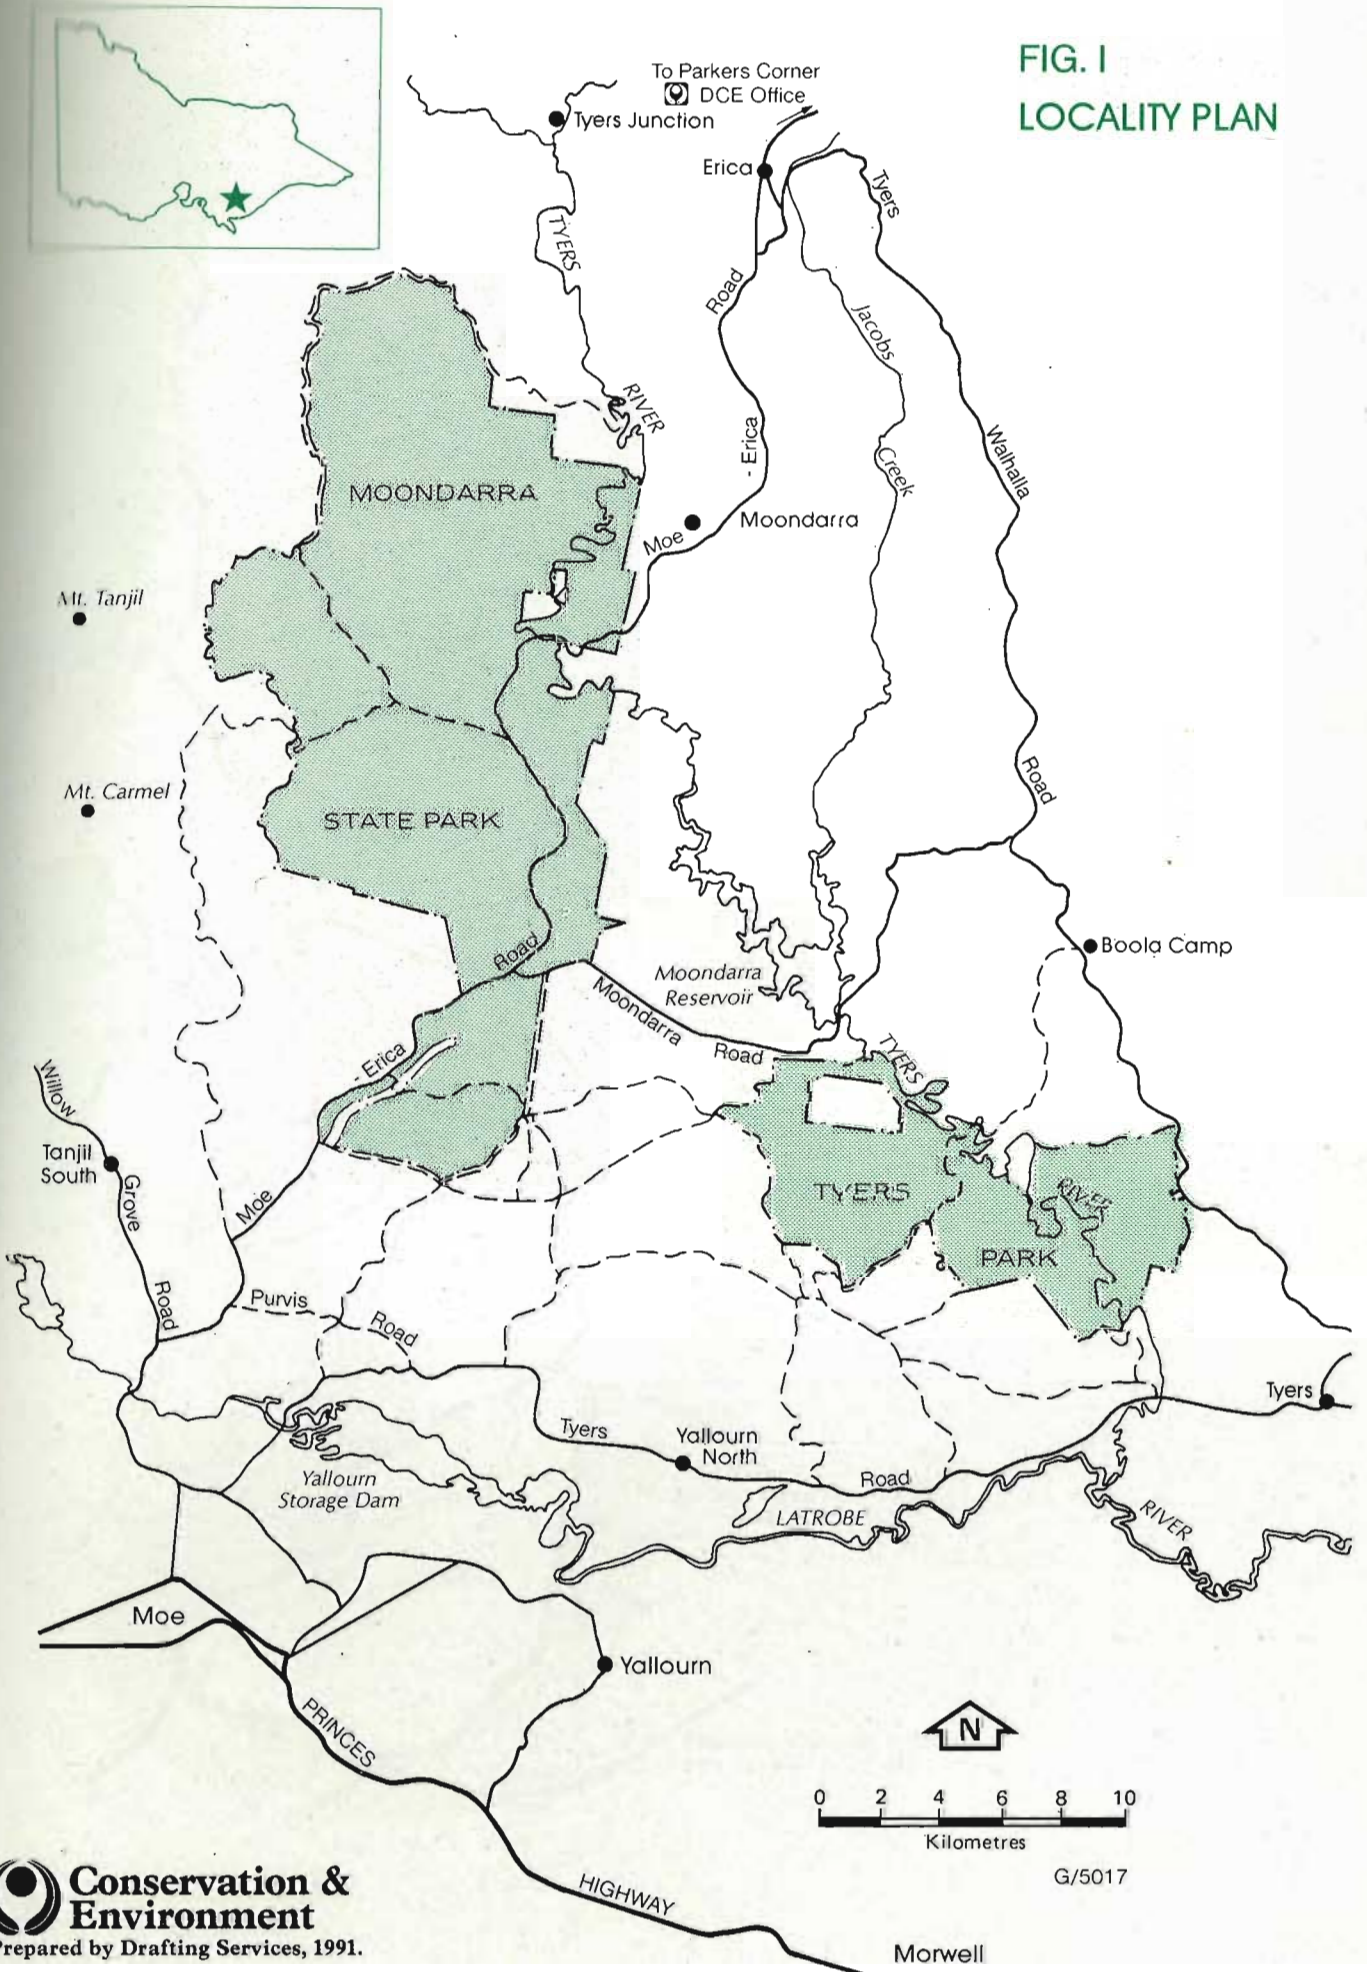 FIG. I
LOCALITY PLAN
To Parkers Corner
DCE Office
Tyers Junction
Erica
Tyers
TYERS
Road
Jacobs
RIVER
- Erica
Walhalla
Creek
MOONDARRA
Moondarra
Moe
Mt. Tanjil
Road
Mt. Carmel
STATE PARK
Boola Camp
Road
Moondarra
Reservoir
Moondarra
Road
TYERS
- Erica
Willow
Tanjil
South
Grove
TYERS
RIVER
Moe
PARK
Road
Purvis
Road
Tyers
Tyers
Yallourn
North
Road
Yallourn
Storage Dam
LATROBE
RIVER
Moe
Yallourn
PRINCES
N
0 2 4 6 8 10
Kilometres
G/5017
HIGHWAY
Conservation &
Environment
Prepared by Drafting Services, 1991.
Morwell